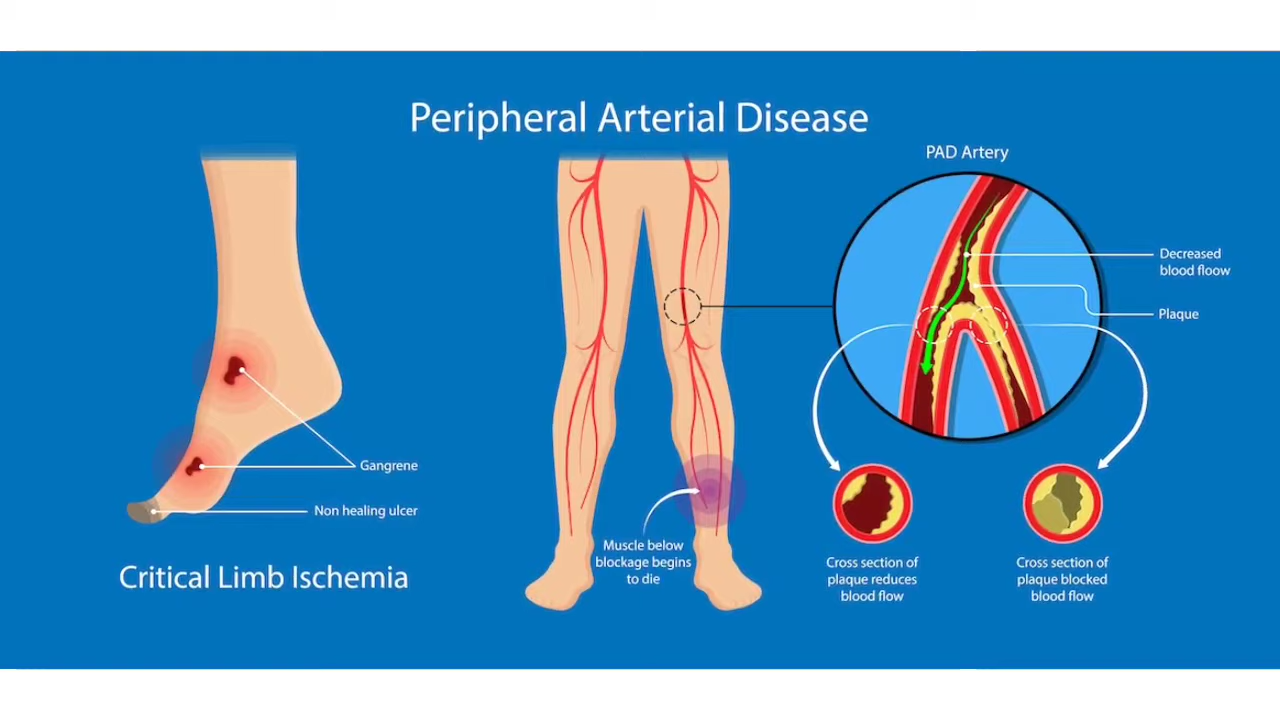 Peripheral Arterial Disease
PAD Artery
Decreased
blood floow
Plaque
Gangrene
Non healing ulcer
Muscle below
blockage begins
to die
Critical Limb Ischemia
Cross section of
plaque reduces
blood flow
Cross section of
plaque blocked
blood flow